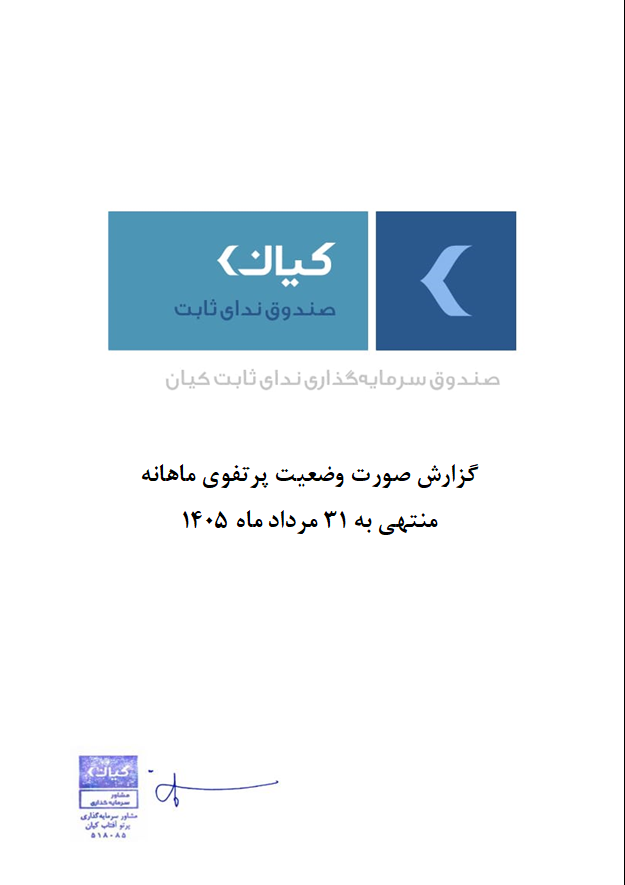 کیان
صندوق ندای ثابت
صندوق سرمایه‌گذاری ندای ثابت کیان
گزارش صورت وضعیت پرتفوی ماهانه
منتهی به ۳۱ مرداد ماه ۱۴۰۵
کیان
مشاور
سرمایه گذاری
مشاور سرمایه‌گذاری
پرتو آفتاب کیان
۵۱۸۰۸۵